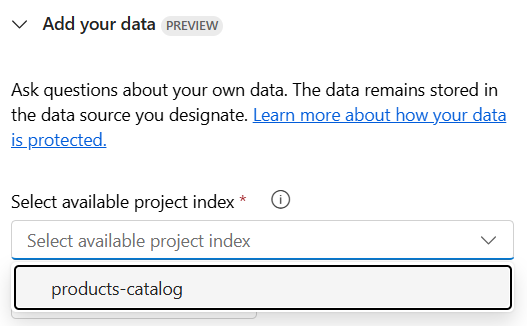 Add your data PREVIEW
Ask questions about your own data. The data remains stored in
the data source you designate. Learn more about how your data
is protected.
Select available project index *
Select available project index
products-catalog